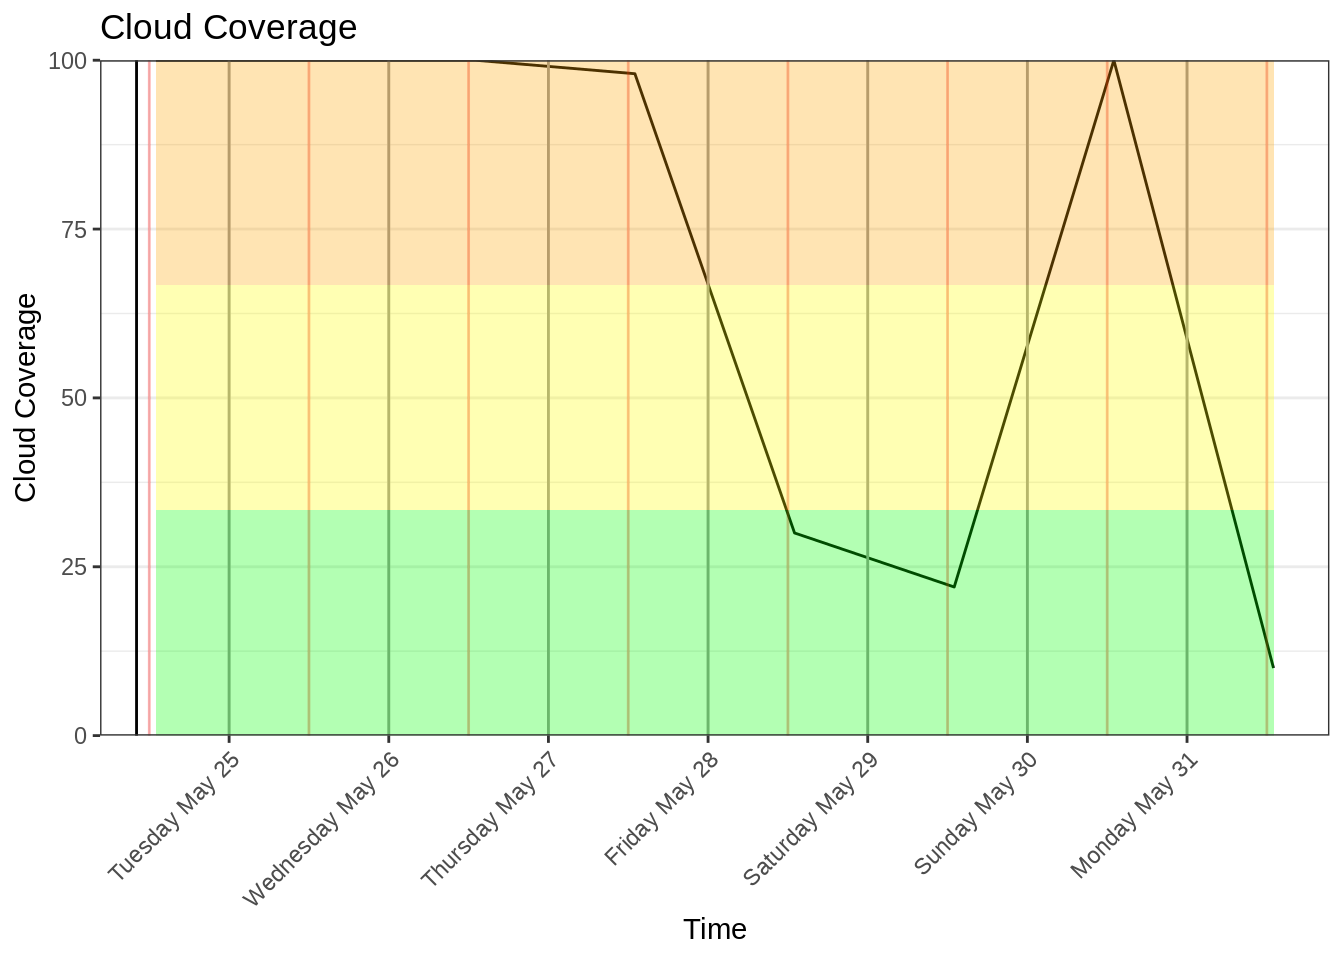 Cloud Coverage
100
75
50
25
0
Cloud Coverage
Tuesday May 25
Wednesday May 26
Thursday May 27
Friday May 28
Saturday May 29
Sunday May 30
Monday May 31
Time